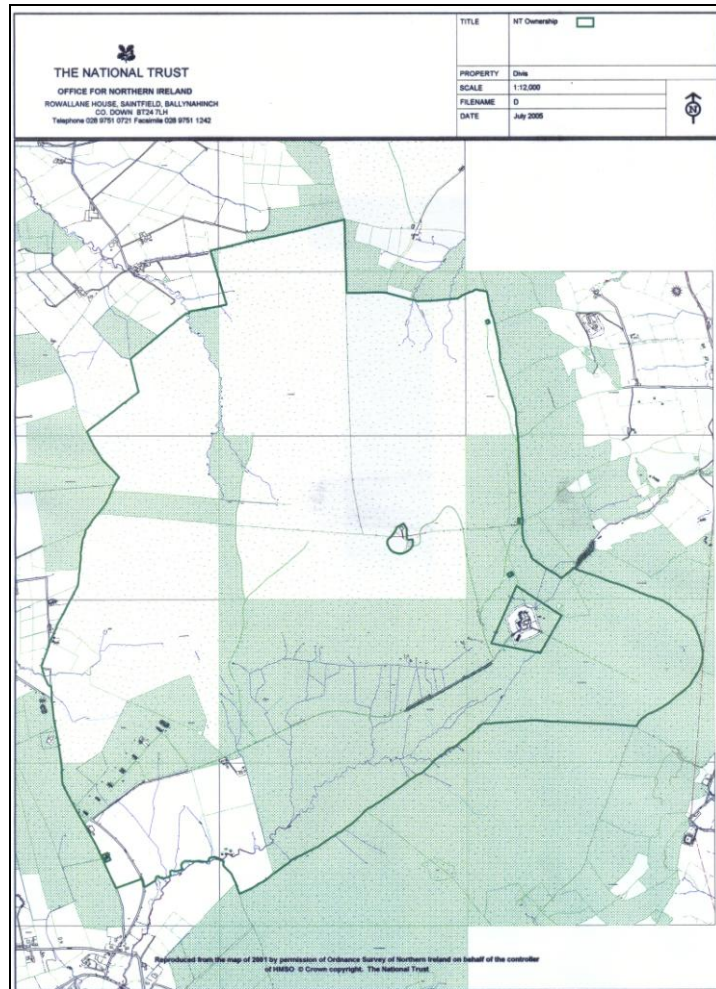 THE NATIONAL TRUST
OFFICE FOR NORTHERN IRELAND
ROWALLANE HOUSE, SAINTFIELD, BALLYNAHINCH
CO. DOWN BT24 7LH
Telephone 028 9751 0721 Facsimile 028 9751 1242
TITLE NT Ownership
PROPERTY Divis
SCALE 1:12,000
FILENAME D
DATE July 2005
N
Reproduced from the map of 2001 by permission of Ordnance Survey of Northern Ireland on behalf of the controller
of HMSO © Crown copyright. The National Trust